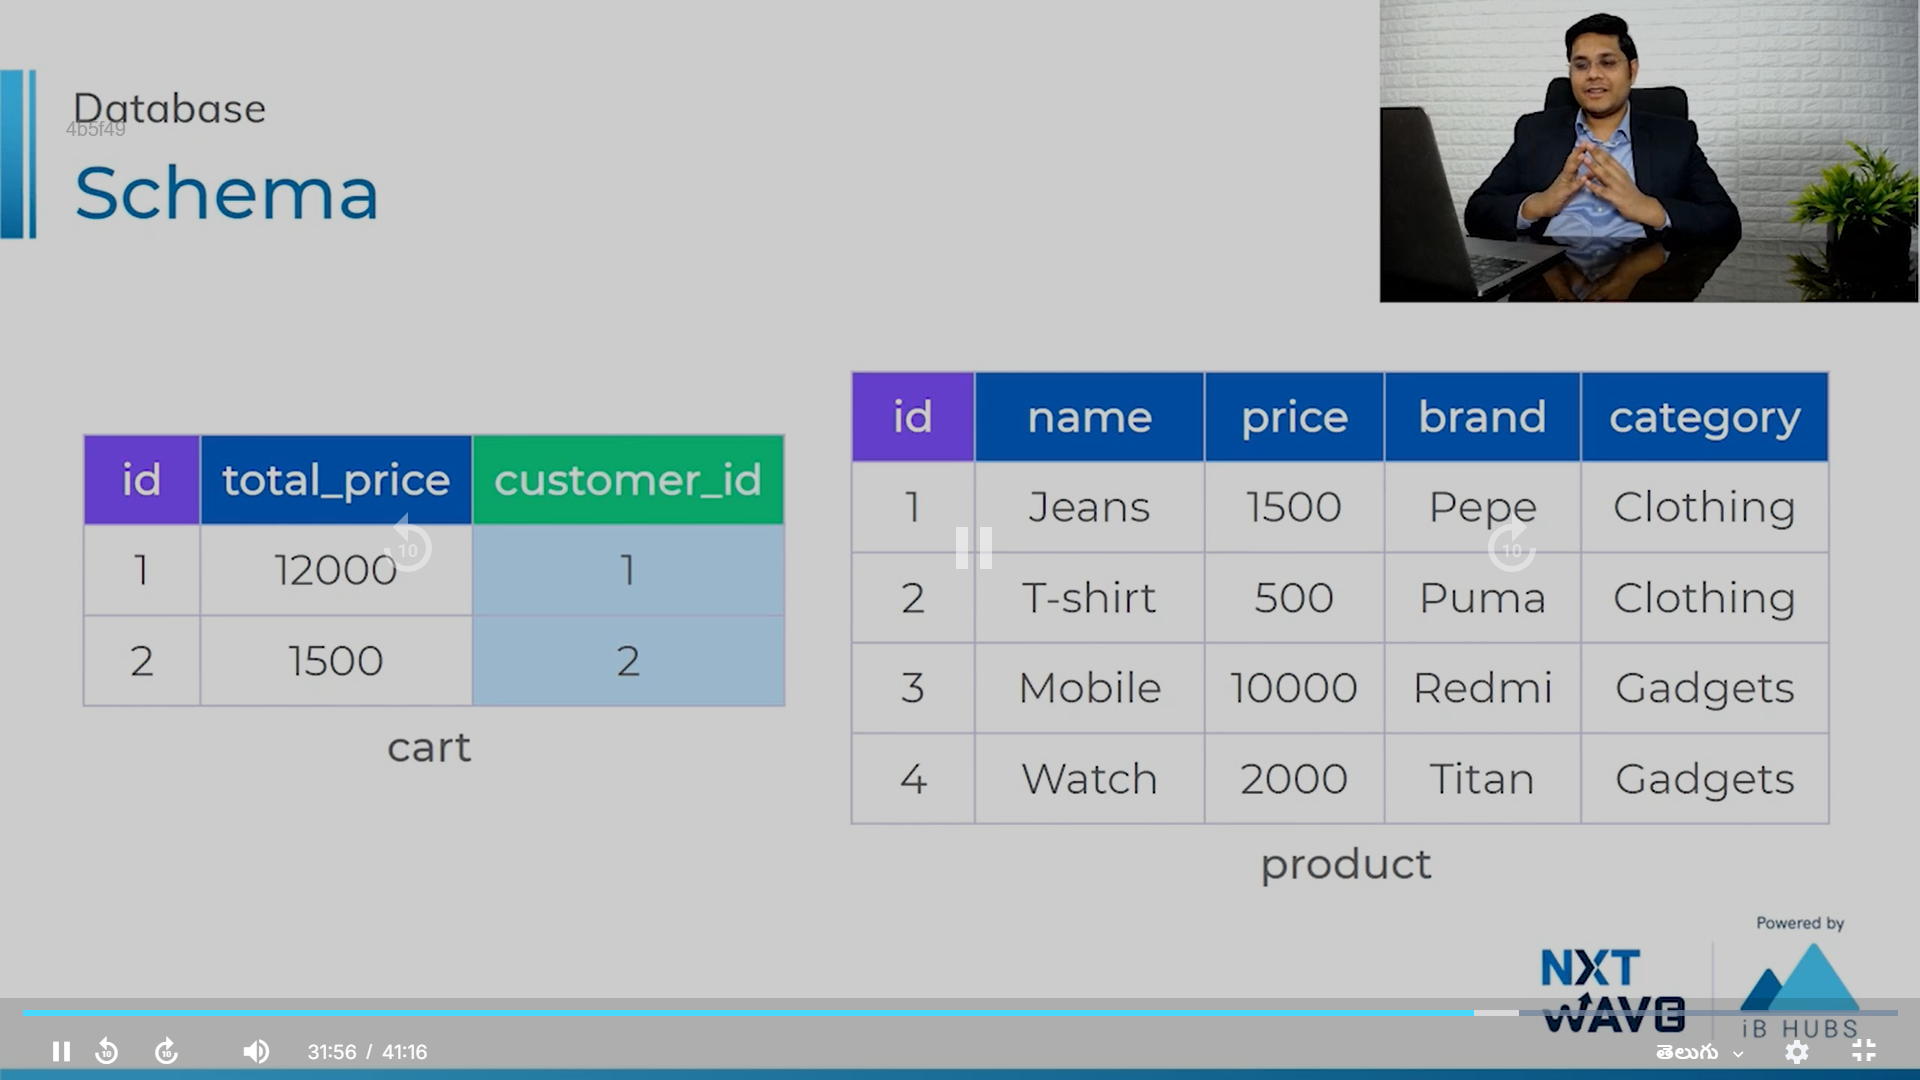 Database
4b5f49
Schema
id total_price customer_id
1 12000 1
2 1500 2
cart
id name price brand category
1 Jeans 1500 Pepe Clothing
2 T-shirt 500 Puma Clothing
3 Mobile 10000 Redmi Gadgets
4 Watch 2000 Titan Gadgets
product
10
10
Powered by
NXT
WAVE
iB HUBS
10 10 31:56 / 41:16 తెలుగు